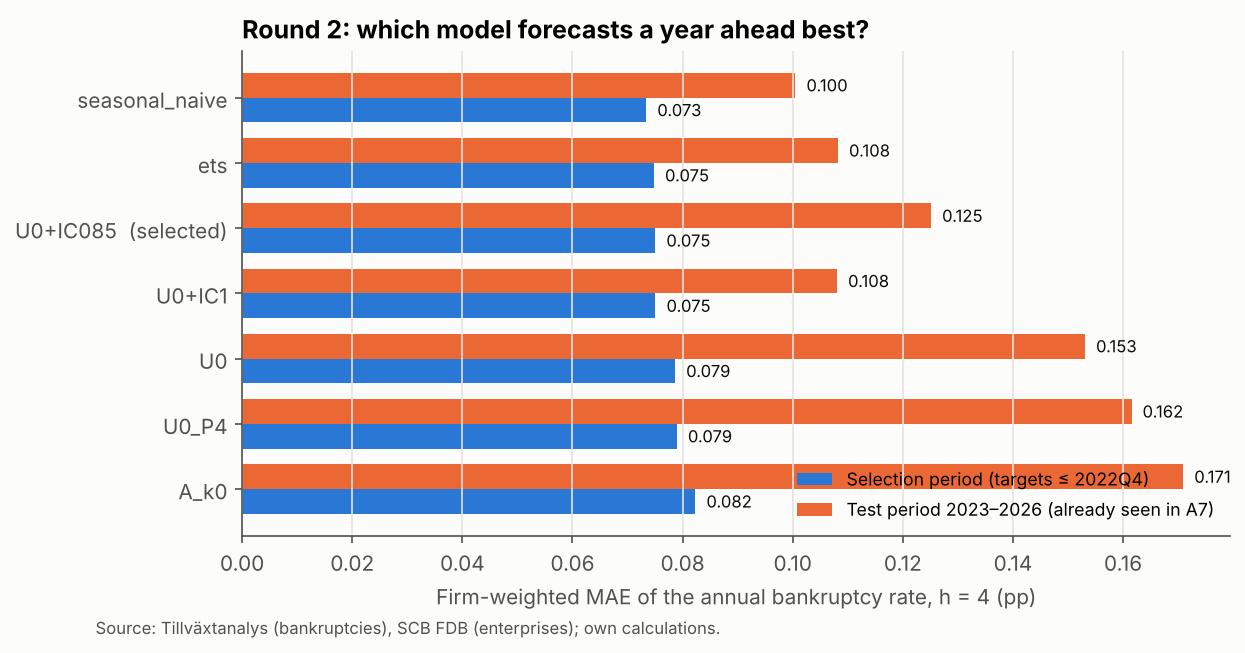 Round 2: which model forecasts a year ahead best?
seasonal_naive
0.100
0.073
ets
0.108
0.075
U0+IC085 (selected)
0.125
0.075
U0+IC1
0.108
0.075
U0
0.153
0.079
U0_P4
0.162
0.079
A_k0
0.171
0.082
Selection period (targets ≤ 2022Q4)
Test period 2023–2026 (already seen in A7)
0.00 0.02 0.04 0.06 0.08 0.10 0.12 0.14 0.16
Firm-weighted MAE of the annual bankruptcy rate, h = 4 (pp)
Source: Tillväxtanalys (bankruptcies), SCB FDB (enterprises); own calculations.